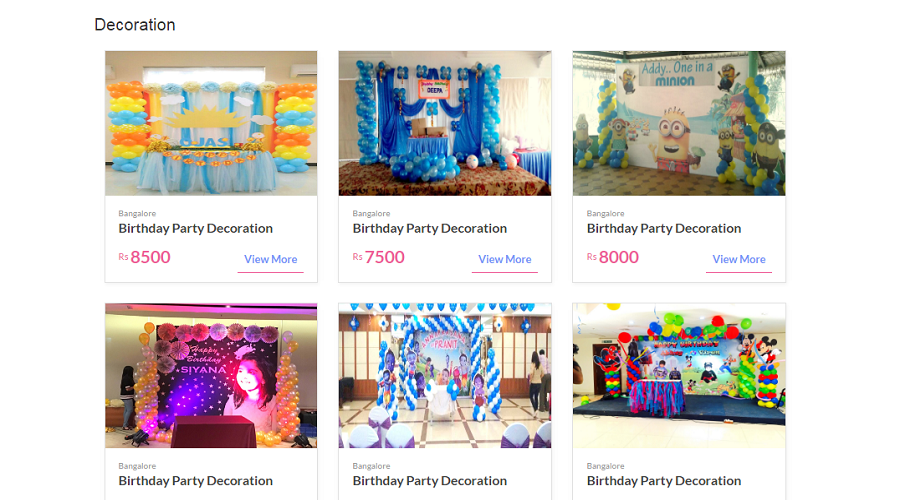 Decoration
UJAS
DEEPA
Addy.. One in a
minion
Bangalore
Birthday Party Decoration
Rs 8500
View More
Bangalore
Birthday Party Decoration
Rs 7500
View More
Bangalore
Birthday Party Decoration
Rs 8000
View More
Happy
Birthday
SIYANA
PRANIT
HAPPY BIRTHDAY
Bangalore
Birthday Party Decoration
Bangalore
Birthday Party Decoration
Bangalore
Birthday Party Decoration